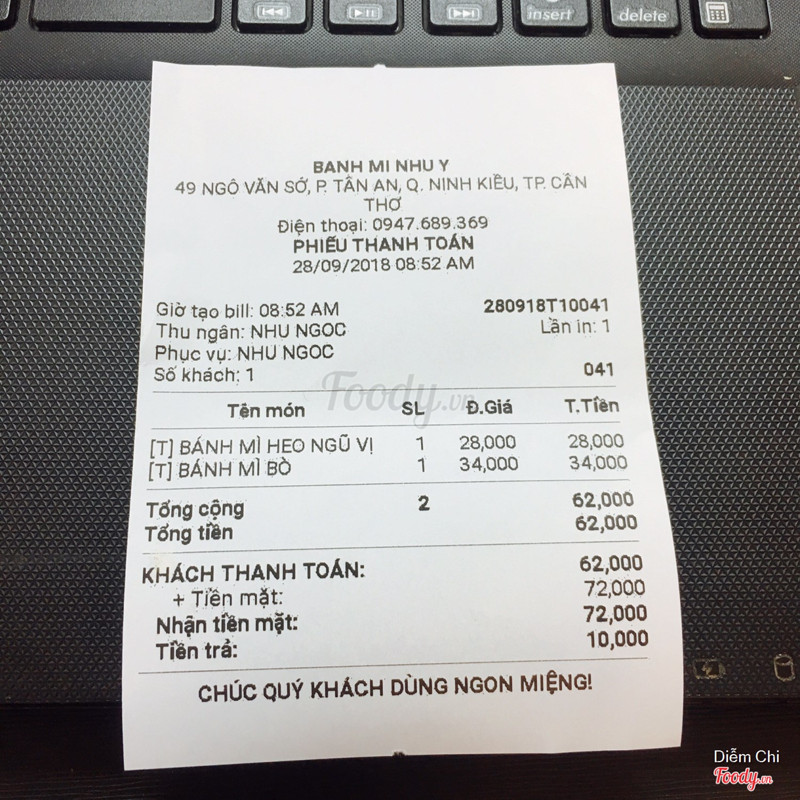 insert
delete
BANH MI NHU Y
49 NGÔ VĂN SỞ, P. TÂN AN, Q. NINH KIỀU, TP. CẦN
THƠ
Điện thoại: 0947.689.369
PHIẾU THANH TOÁN
28/09/2018 08:52 AM
Giờ tạo bill: 08:52 AM 280918T10041
Thu ngân: NHU NGOC Lần in: 1
Phục vụ: NHU NGOC
Số khách: 1 041
Foody.vn
Tên món SL Đ.Giá T.Tiền
[T] BÁNH MÌ HEO NGŨ VỊ 1 28,000 28,000
[T] BÁNH MÌ BÒ 1 34,000 34,000
Tổng cộng 2 62,000
Tổng tiền 62,000
KHÁCH THANH TOÁN: 62,000
+ Tiền mặt: 72,000
Nhận tiền mặt: 72,000
Tiền trả: 10,000
CHÚC QUÝ KHÁCH DÙNG NGON MIỆNG!
Diễm Chi
Foody.vn